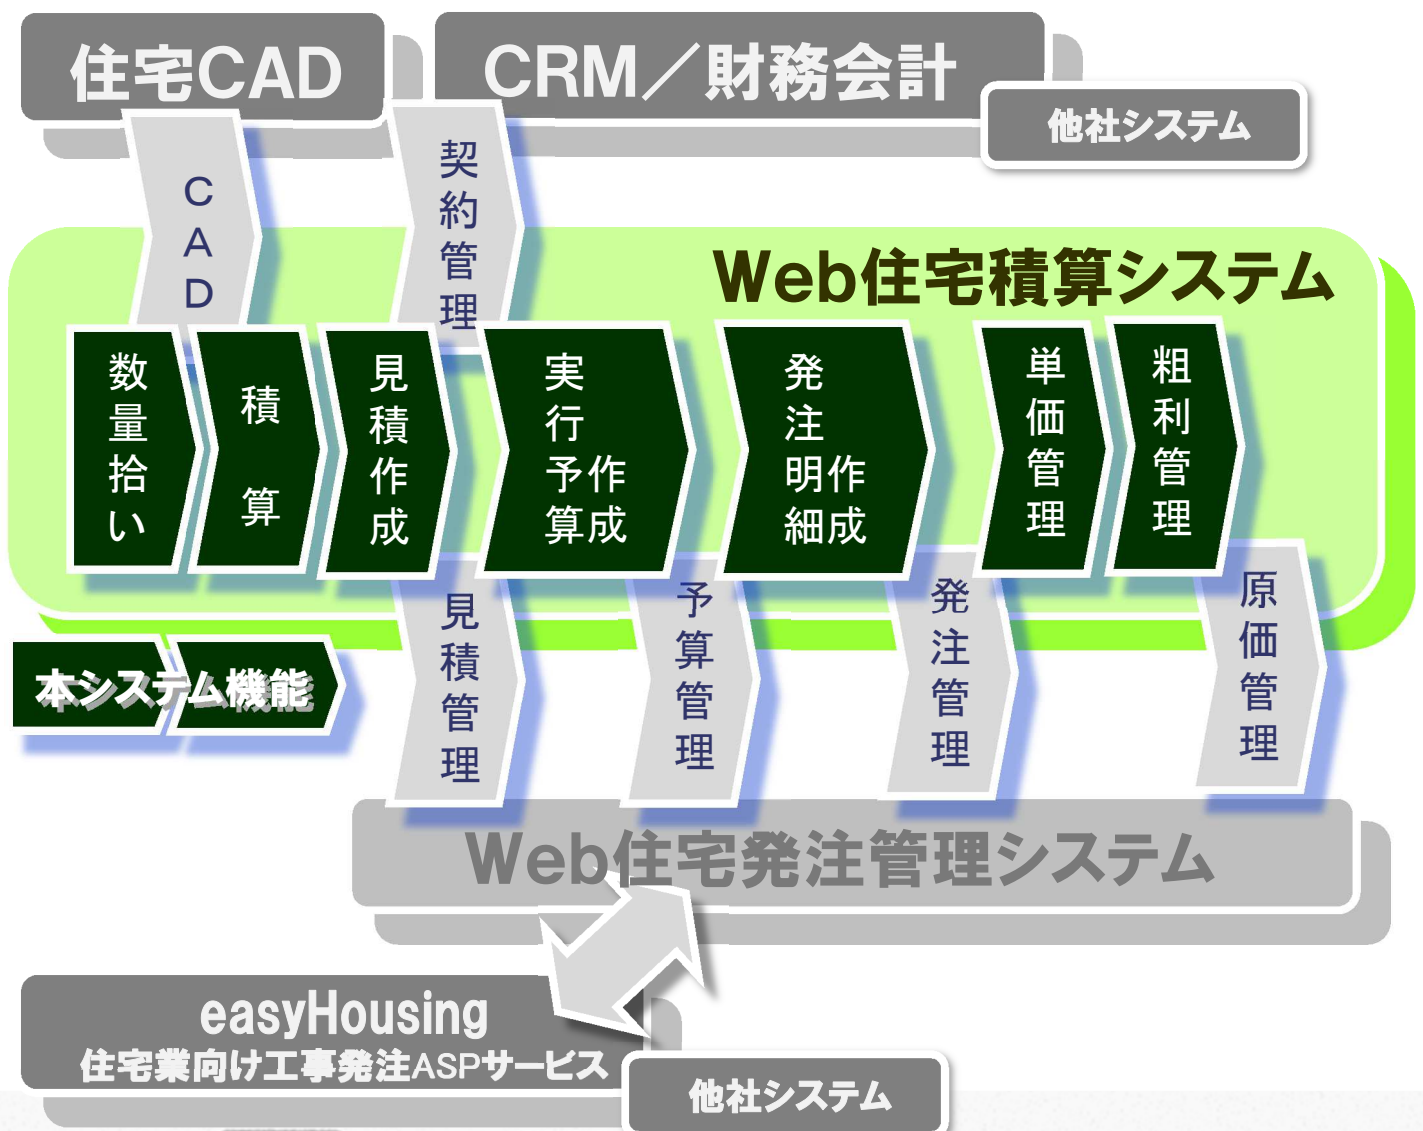 住宅CAD
CRM／財務会計
他社システム
CAD
契約管理
Web住宅積算システム
数量拾い
積算
見積作成
実行予算作成
発注明細作成
単価管理
粗利管理
本システム機能
見積管理
予算管理
発注管理
原価管理
Web住宅発注管理システム
easyHousing
住宅業向け工事発注ASPサービス
他社システム